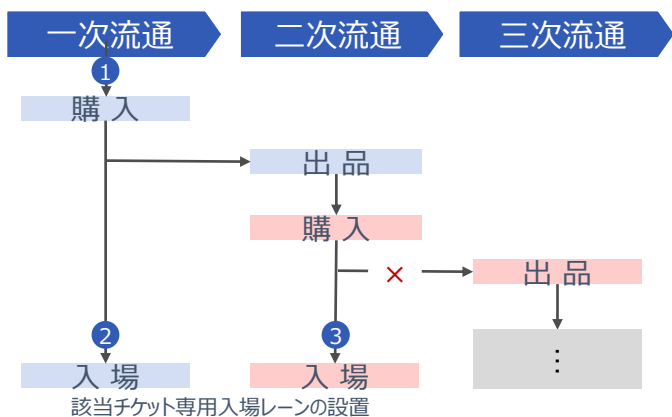 一次流通
二次流通
三次流通
1
購入
出品
購入
×
出品
2
3
入場
入場
⋮
該当チケット専用入場レーンの設置